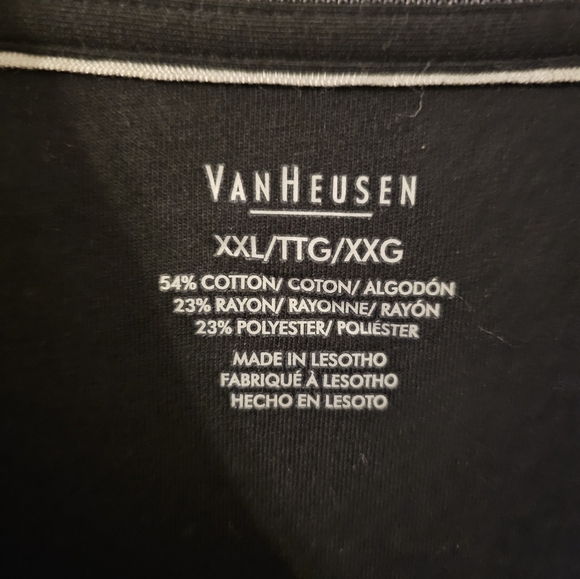 VANHEUSEN
XXL/TTG/XXG
54% COTTON/ COTON/ ALGODÓN
23% RAYON/ RAYONNE/ RAYÓN
23% POLYESTER/ POLIÉSTER
MADE IN LESOTHO
FABRIQUÉ À LESOTHO
HECHO EN LESOTO